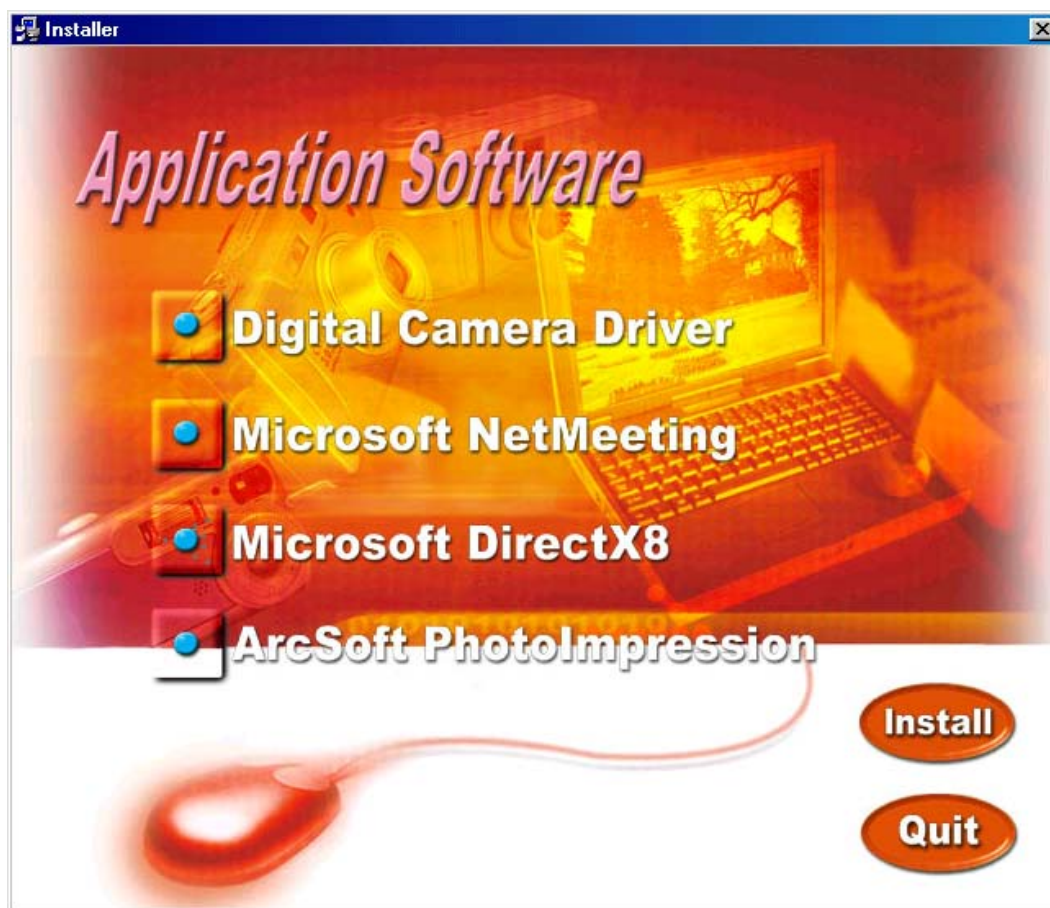 Installer
Application Software
Digital Camera Driver
Microsoft NetMeeting
Microsoft DirectX8
ArcSoft PhotoImpression
Install
Quit